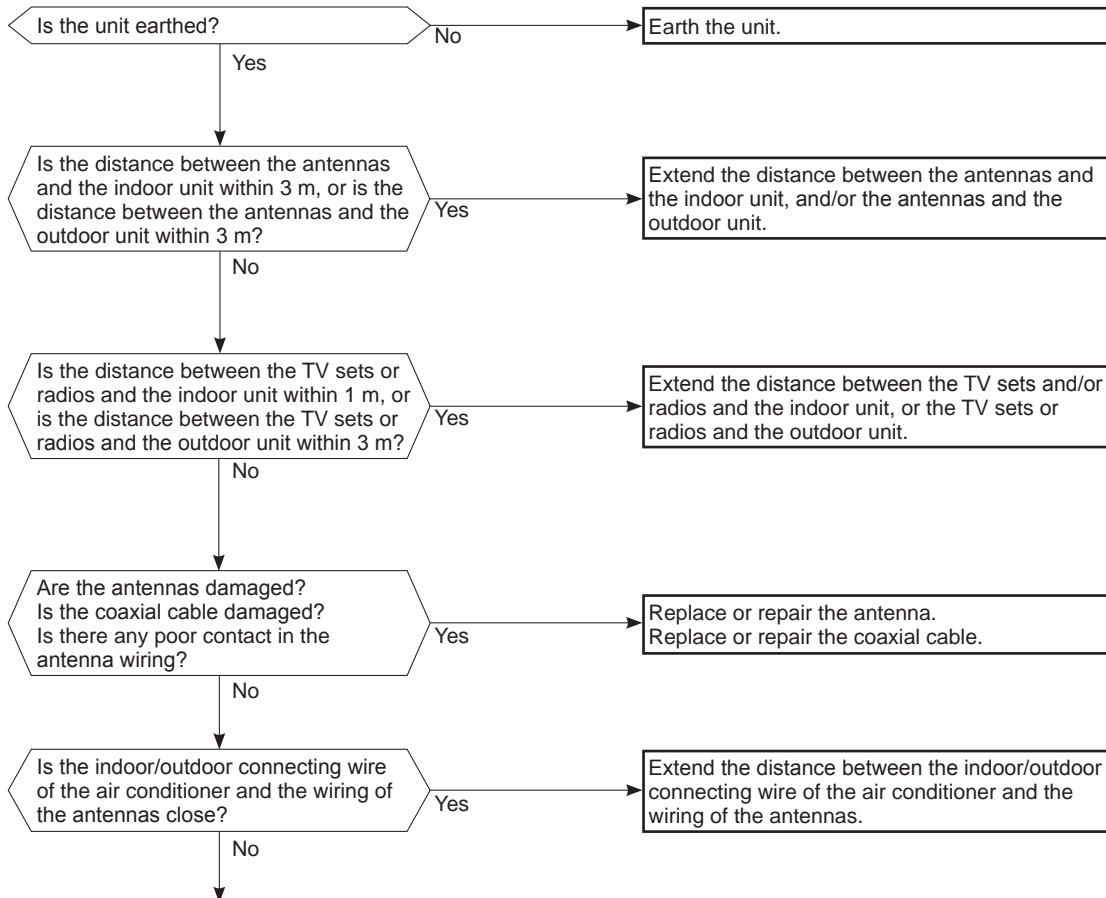 Is the unit earthed?
No
Earth the unit.
Yes
Is the distance between the antennas
and the indoor unit within 3 m, or is the
distance between the antennas and the
outdoor unit within 3 m?
Yes
Extend the distance between the antennas and
the indoor unit, and/or the antennas and the
outdoor unit.
No
Is the distance between the TV sets or
radios and the indoor unit within 1 m, or
is the distance between the TV sets or
radios and the outdoor unit within 3 m?
Yes
Extend the distance between the TV sets and/or
radios and the indoor unit, or the TV sets or
radios and the outdoor unit.
No
Are the antennas damaged?
Is the coaxial cable damaged?
Is there any poor contact in the
antenna wiring?
Yes
Replace or repair the antenna.
Replace or repair the coaxial cable.
No
Is the indoor/outdoor connecting wire
of the air conditioner and the wiring of
the antennas close?
Yes
Extend the distance between the indoor/outdoor
connecting wire of the air conditioner and the
wiring of the antennas.
No